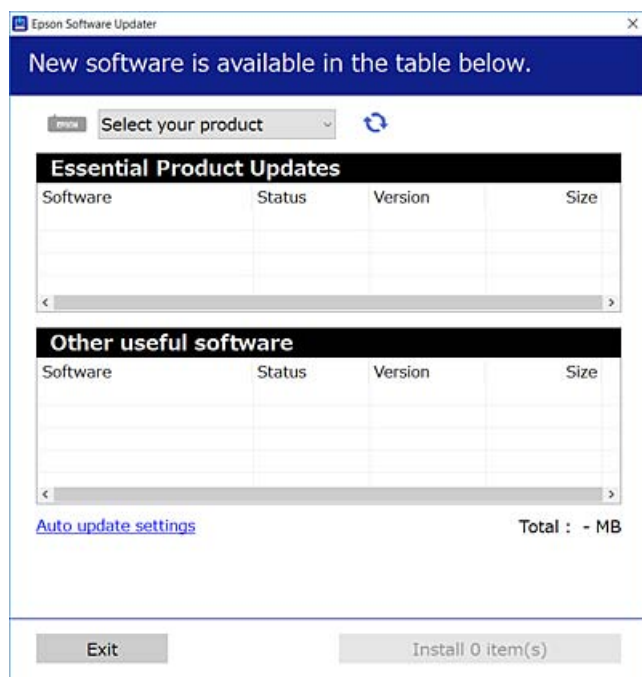 Epson Software Updater
New software is available in the table below.
EPSON Select your product
Essential Product Updates
Software Status Version Size
Other useful software
Software Status Version Size
Auto update settings Total : - MB
Exit Install 0 item(s)